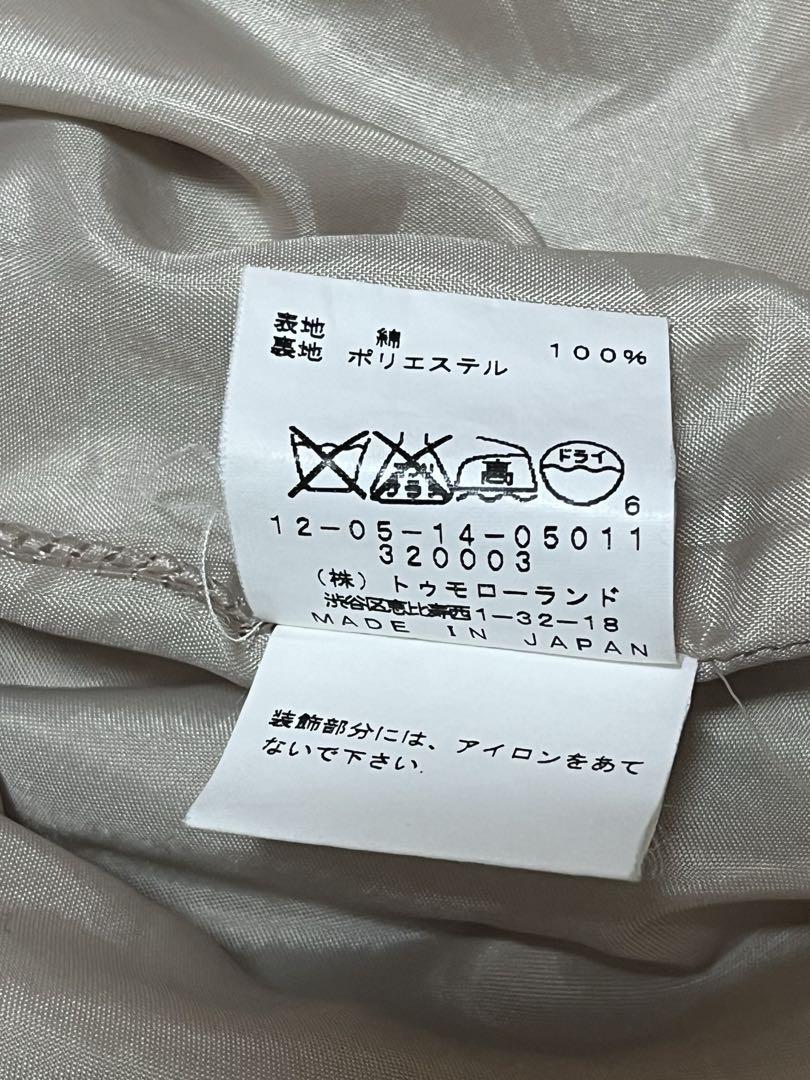 表地 綿 100%
裏地 ポリエステル
高 ドライ
6
12-05-14-05011
320003
(株) トゥモローランド
渋谷区恵比寿西1-32-18
MADE IN JAPAN
装飾部分には、アイロンをあて
ないで下さい.